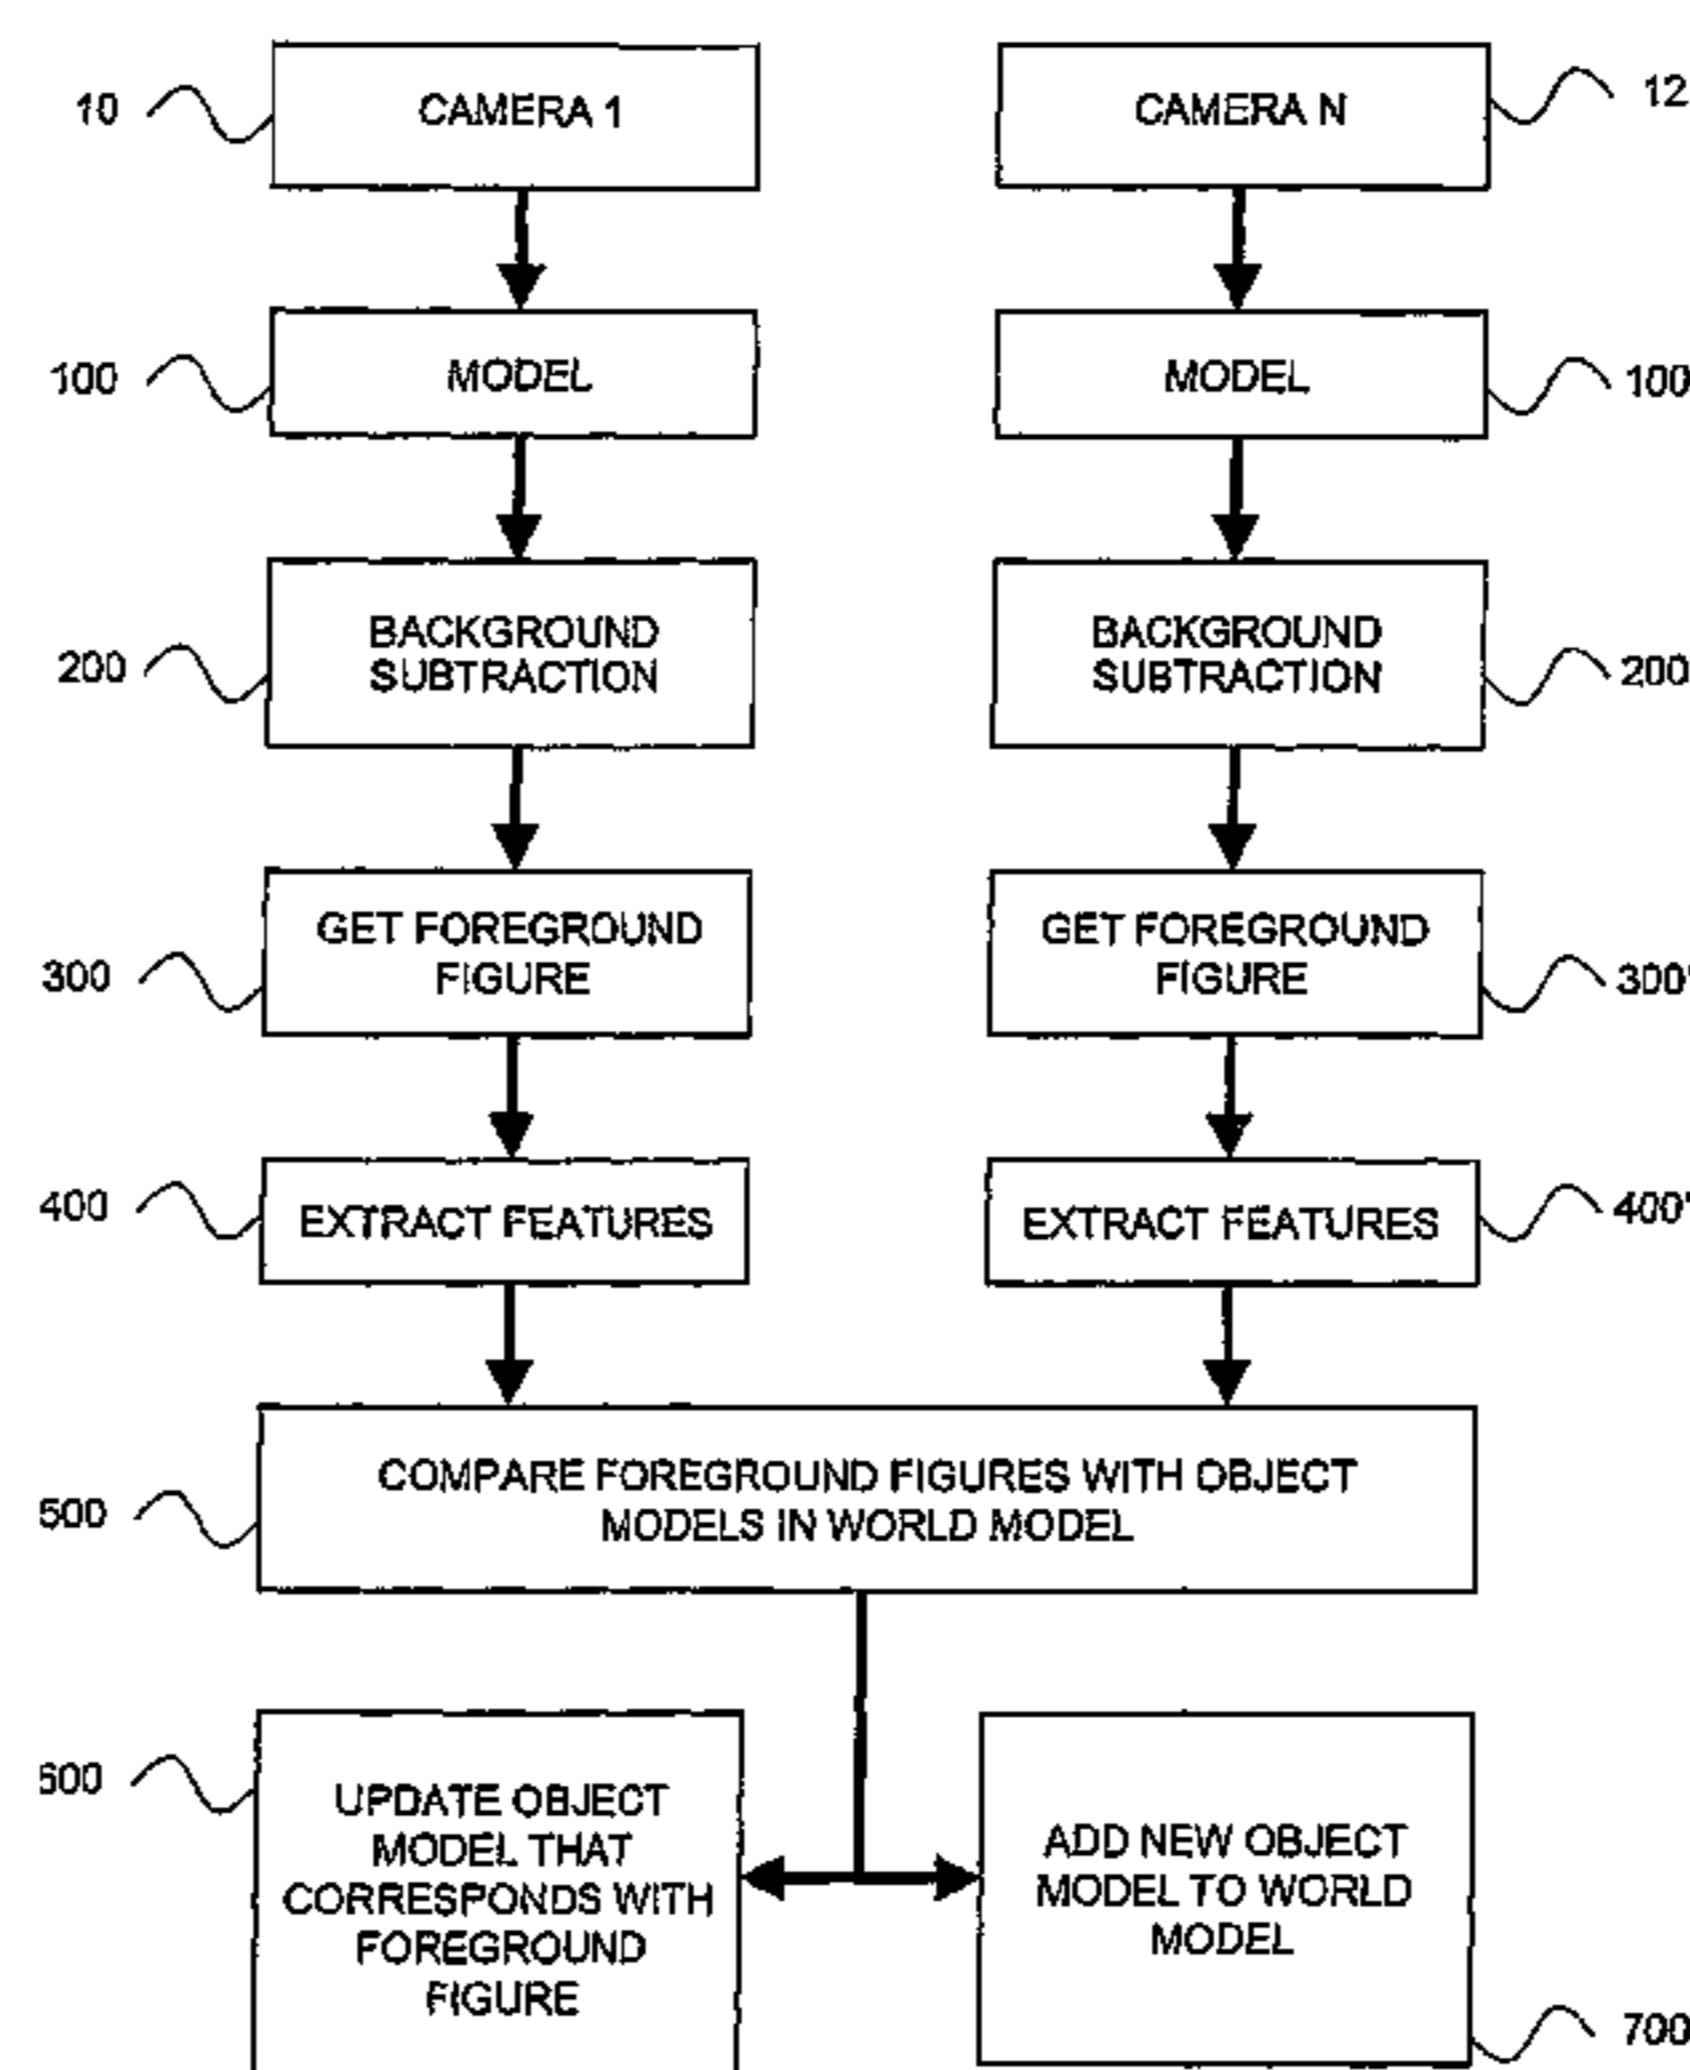 10
CAMERA 1
CAMERA N
12
100
MODEL
MODEL
100
200
BACKGROUND
SUBTRACTION
BACKGROUND
SUBTRACTION
200
300
GET FOREGROUND
FIGURE
GET FOREGROUND
FIGURE
300'
400
EXTRACT FEATURES
EXTRACT FEATURES
400'
500
COMPARE FOREGROUND FIGURES WITH OBJECT
MODELS IN WORLD MODEL
600
UPDATE OBJECT
MODEL THAT
CORRESPONDS WITH
FOREGROUND
FIGURE
ADD NEW OBJECT
MODEL TO WORLD
MODEL
700